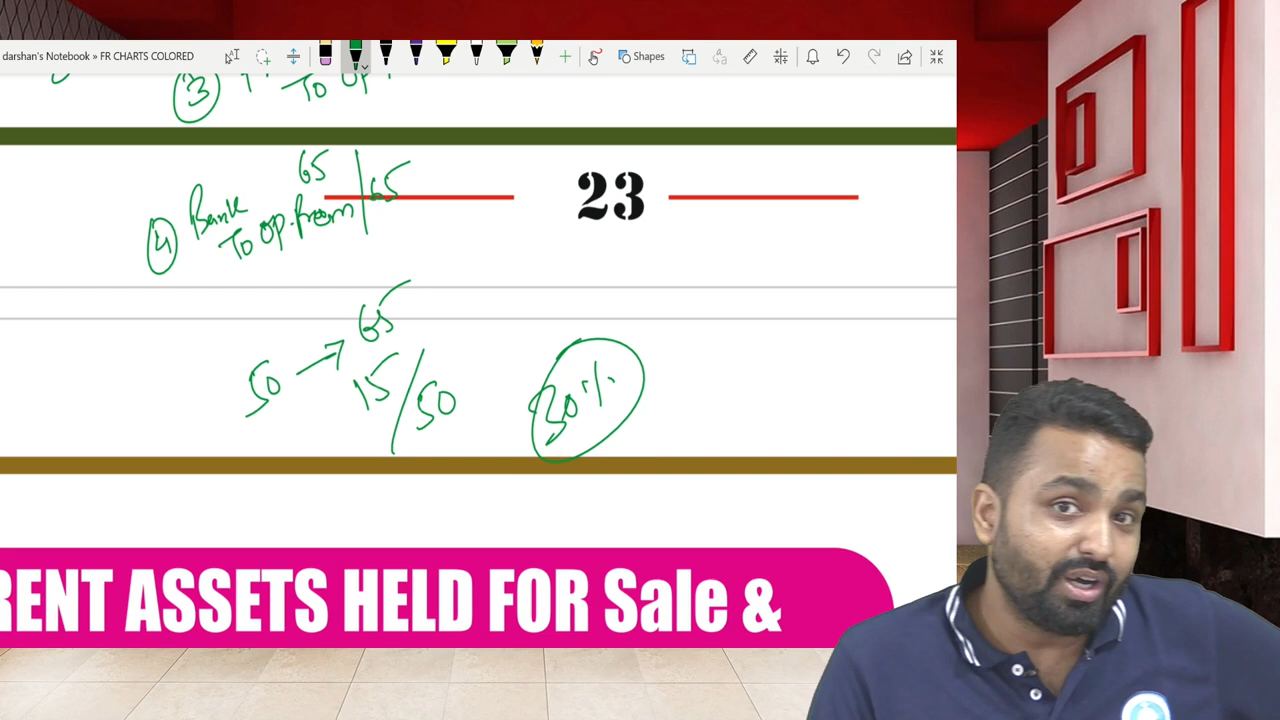 darshan's Notebook » FR CHARTS COLORED
Shapes
3 To Op
65
4 Bank 65
To op. Prem
23
65
50 →
15/50
30%
RENT ASSETS HELD FOR Sale &